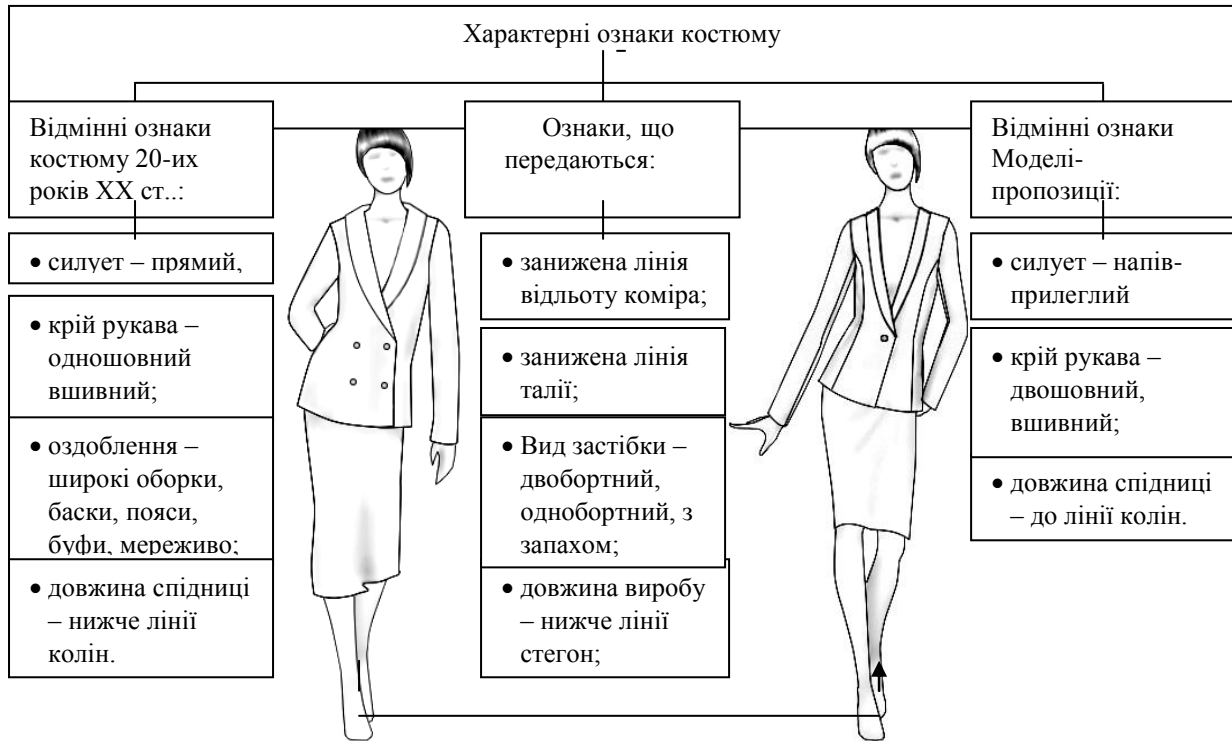 Характерні ознаки костюму
Відмінні ознаки
костюму 20-их
років ХХ ст..:
• силует – прямий,
• крій рукава –
одношовний
вшивний;
• оздоблення –
широкі оборки,
баски, пояси,
буфи, мереживо;
• довжина спідниці
– нижче лінії
колін.
Ознаки, що
передаються:
• занижена лінія
відльоту коміра;
• занижена лінія
талії;
• Вид застібки –
двобортний,
однобортний, з
запахом;
• довжина виробу
– нижче лінії
стегон;
Відмінні ознаки
Моделі-
пропозиції:
• силует – напів-
прилеглий
• крій рукава –
двошовний,
вшивний;
• довжина спідниці
– до лінії колін.